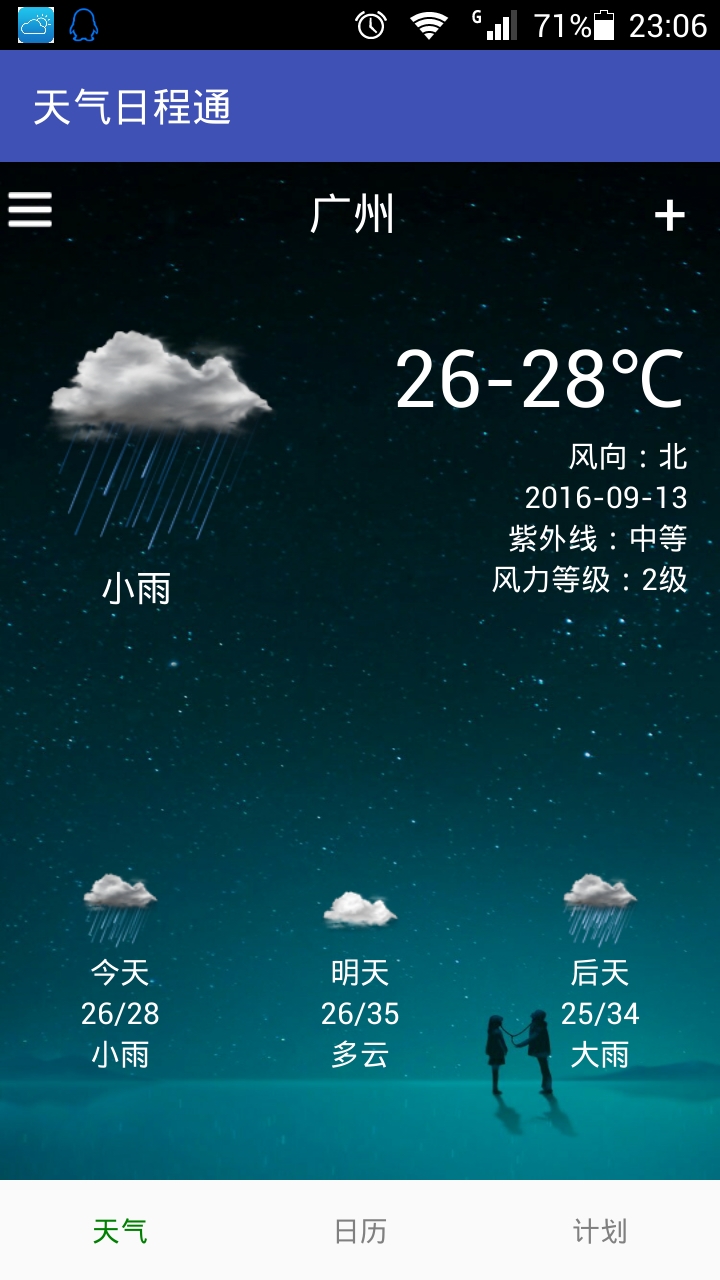 G 71% 23:06
天气日程通
广州 +
26-28℃
风向：北
2016-09-13
紫外线：中等
风力等级：2级
小雨
今天 明天 后天
26/28 26/35 25/34
小雨 多云 大雨
天气 日历 计划